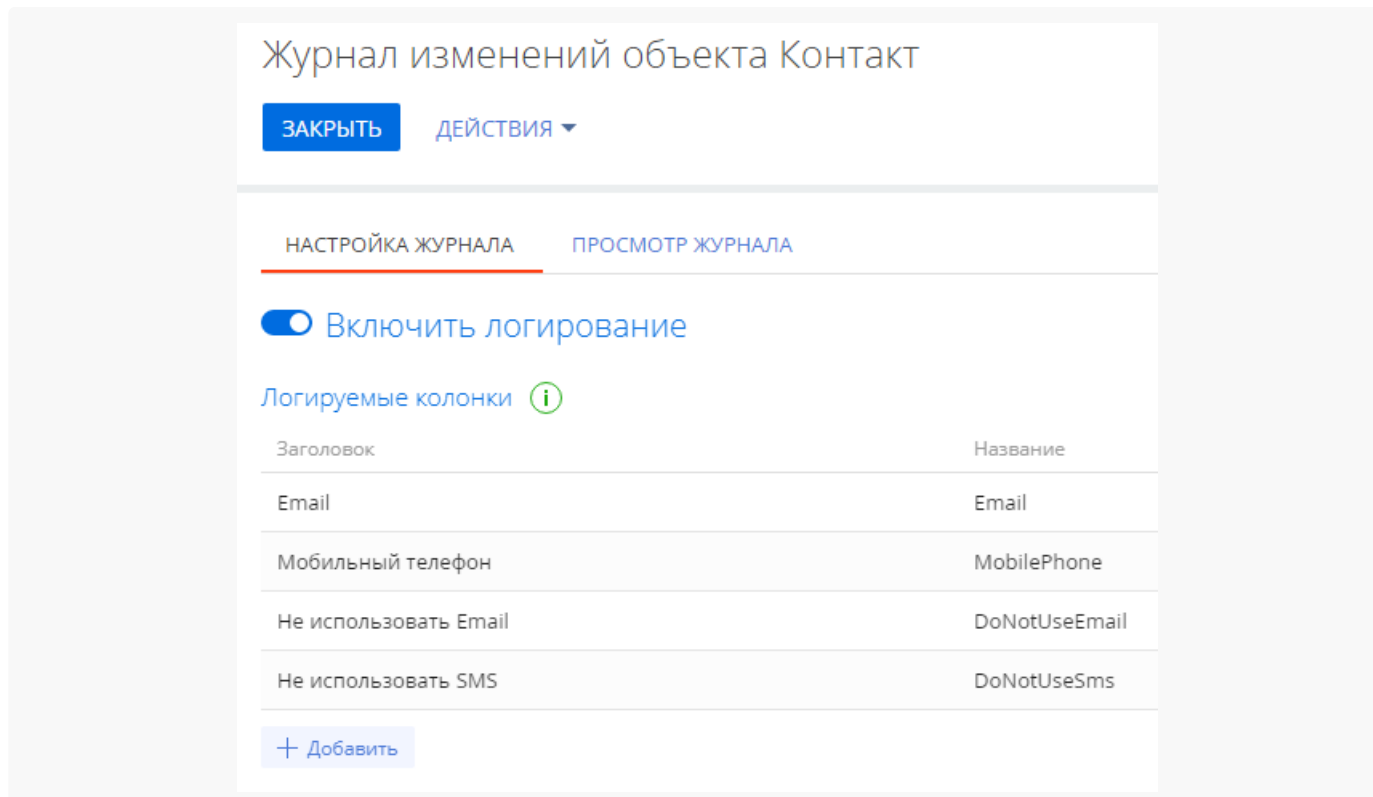 Журнал изменений объекта Контакт
ЗАКРЫТЬ ДЕЙСТВИЯ
НАСТРОЙКА ЖУРНАЛА ПРОСМОТР ЖУРНАЛА
Включить логирование
Логируемые колонки i
Заголовок Название
Email Email
Мобильный телефон MobilePhone
Не использовать Email DoNotUseEmail
Не использовать SMS DoNotUseSms
+ Добавить